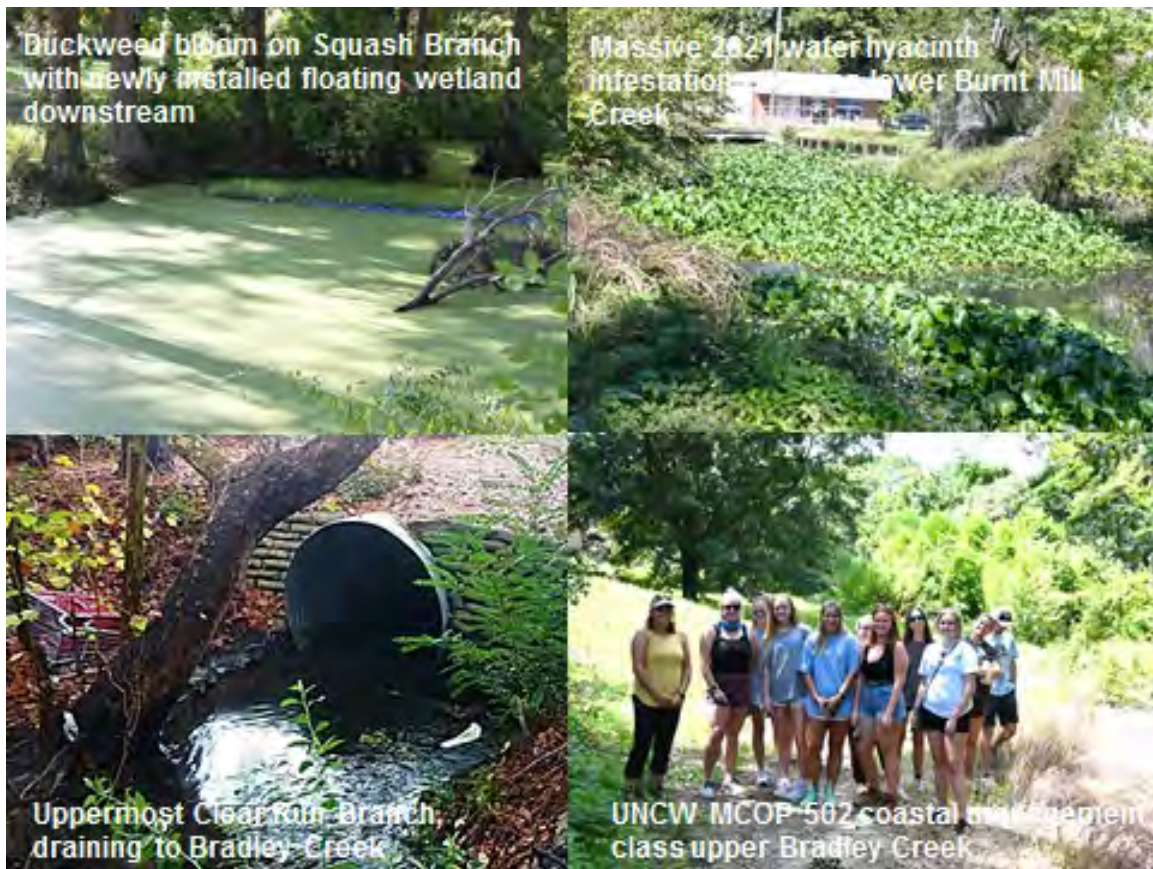 Duckweed bloom on Squash Branch
with newly installed floating wetland
downstream
Massive 2021 water hyacinth
infestation lower Burnt Mill
Creek
Uppermost Clear Run Branch,
draining to Bradley Creek
UNCW MCOP 502 coastal management
class upper Bradley Creek